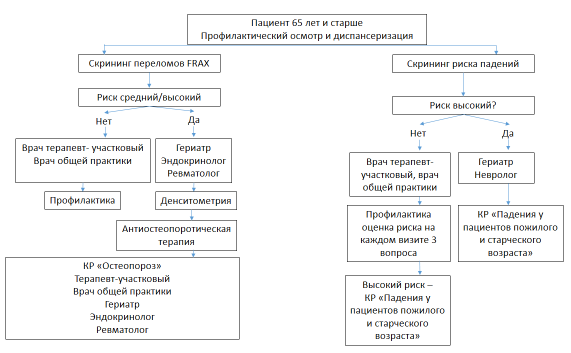 Пациент 65 лет и старше
Профилактический осмотр и диспансеризация
Скрининг переломов FRAX
Скрининг риска падений
Риск средний/высокий
Риск высокий?
Нет
Да
Нет
Да
Врач терапевт- участковый
Врач общей практики
Гериатр
Эндокринолог
Ревматолог
Врач терапевт-
участковый, врач
общей практики
Гериатр
Невролог
Профилактика
Денситометрия
Профилактика
оценка риска на
каждом визите 3
вопроса
КР «Падения у
пациентов пожилого
и старческого
возраста»
Антиостеопоротическая
терапия
КР «Остеопороз»
Терапевт-участковый
Врач общей практики
Гериатр
Эндокринолог
Ревматолог
Высокий риск –
КР «Падения у
пациентов пожилого
и старческого
возраста»